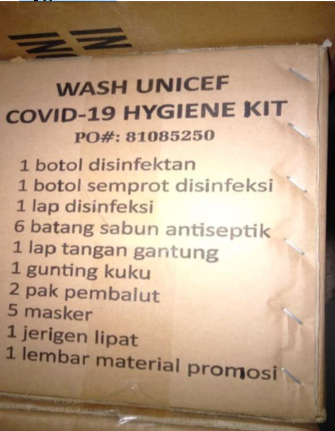 WASH UNICEF
COVID-19 HYGIENE KIT
PO#: 81085250
1 botol disinfektan
1 botol semprot disinfeksi
1 lap disinfeksi
6 batang sabun antiseptik
1 lap tangan gantung
1 gunting kuku
2 pak pembalut
5 masker
1 jerigen lipat
1 lembar material promosi